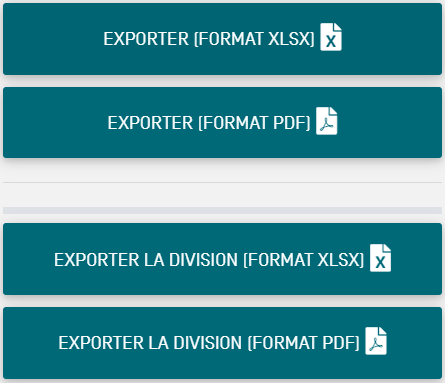 EXPORTER (FORMAT XLSX)
EXPORTER (FORMAT PDF)
EXPORTER LA DIVISION (FORMAT XLSX)
EXPORTER LA DIVISION (FORMAT PDF)